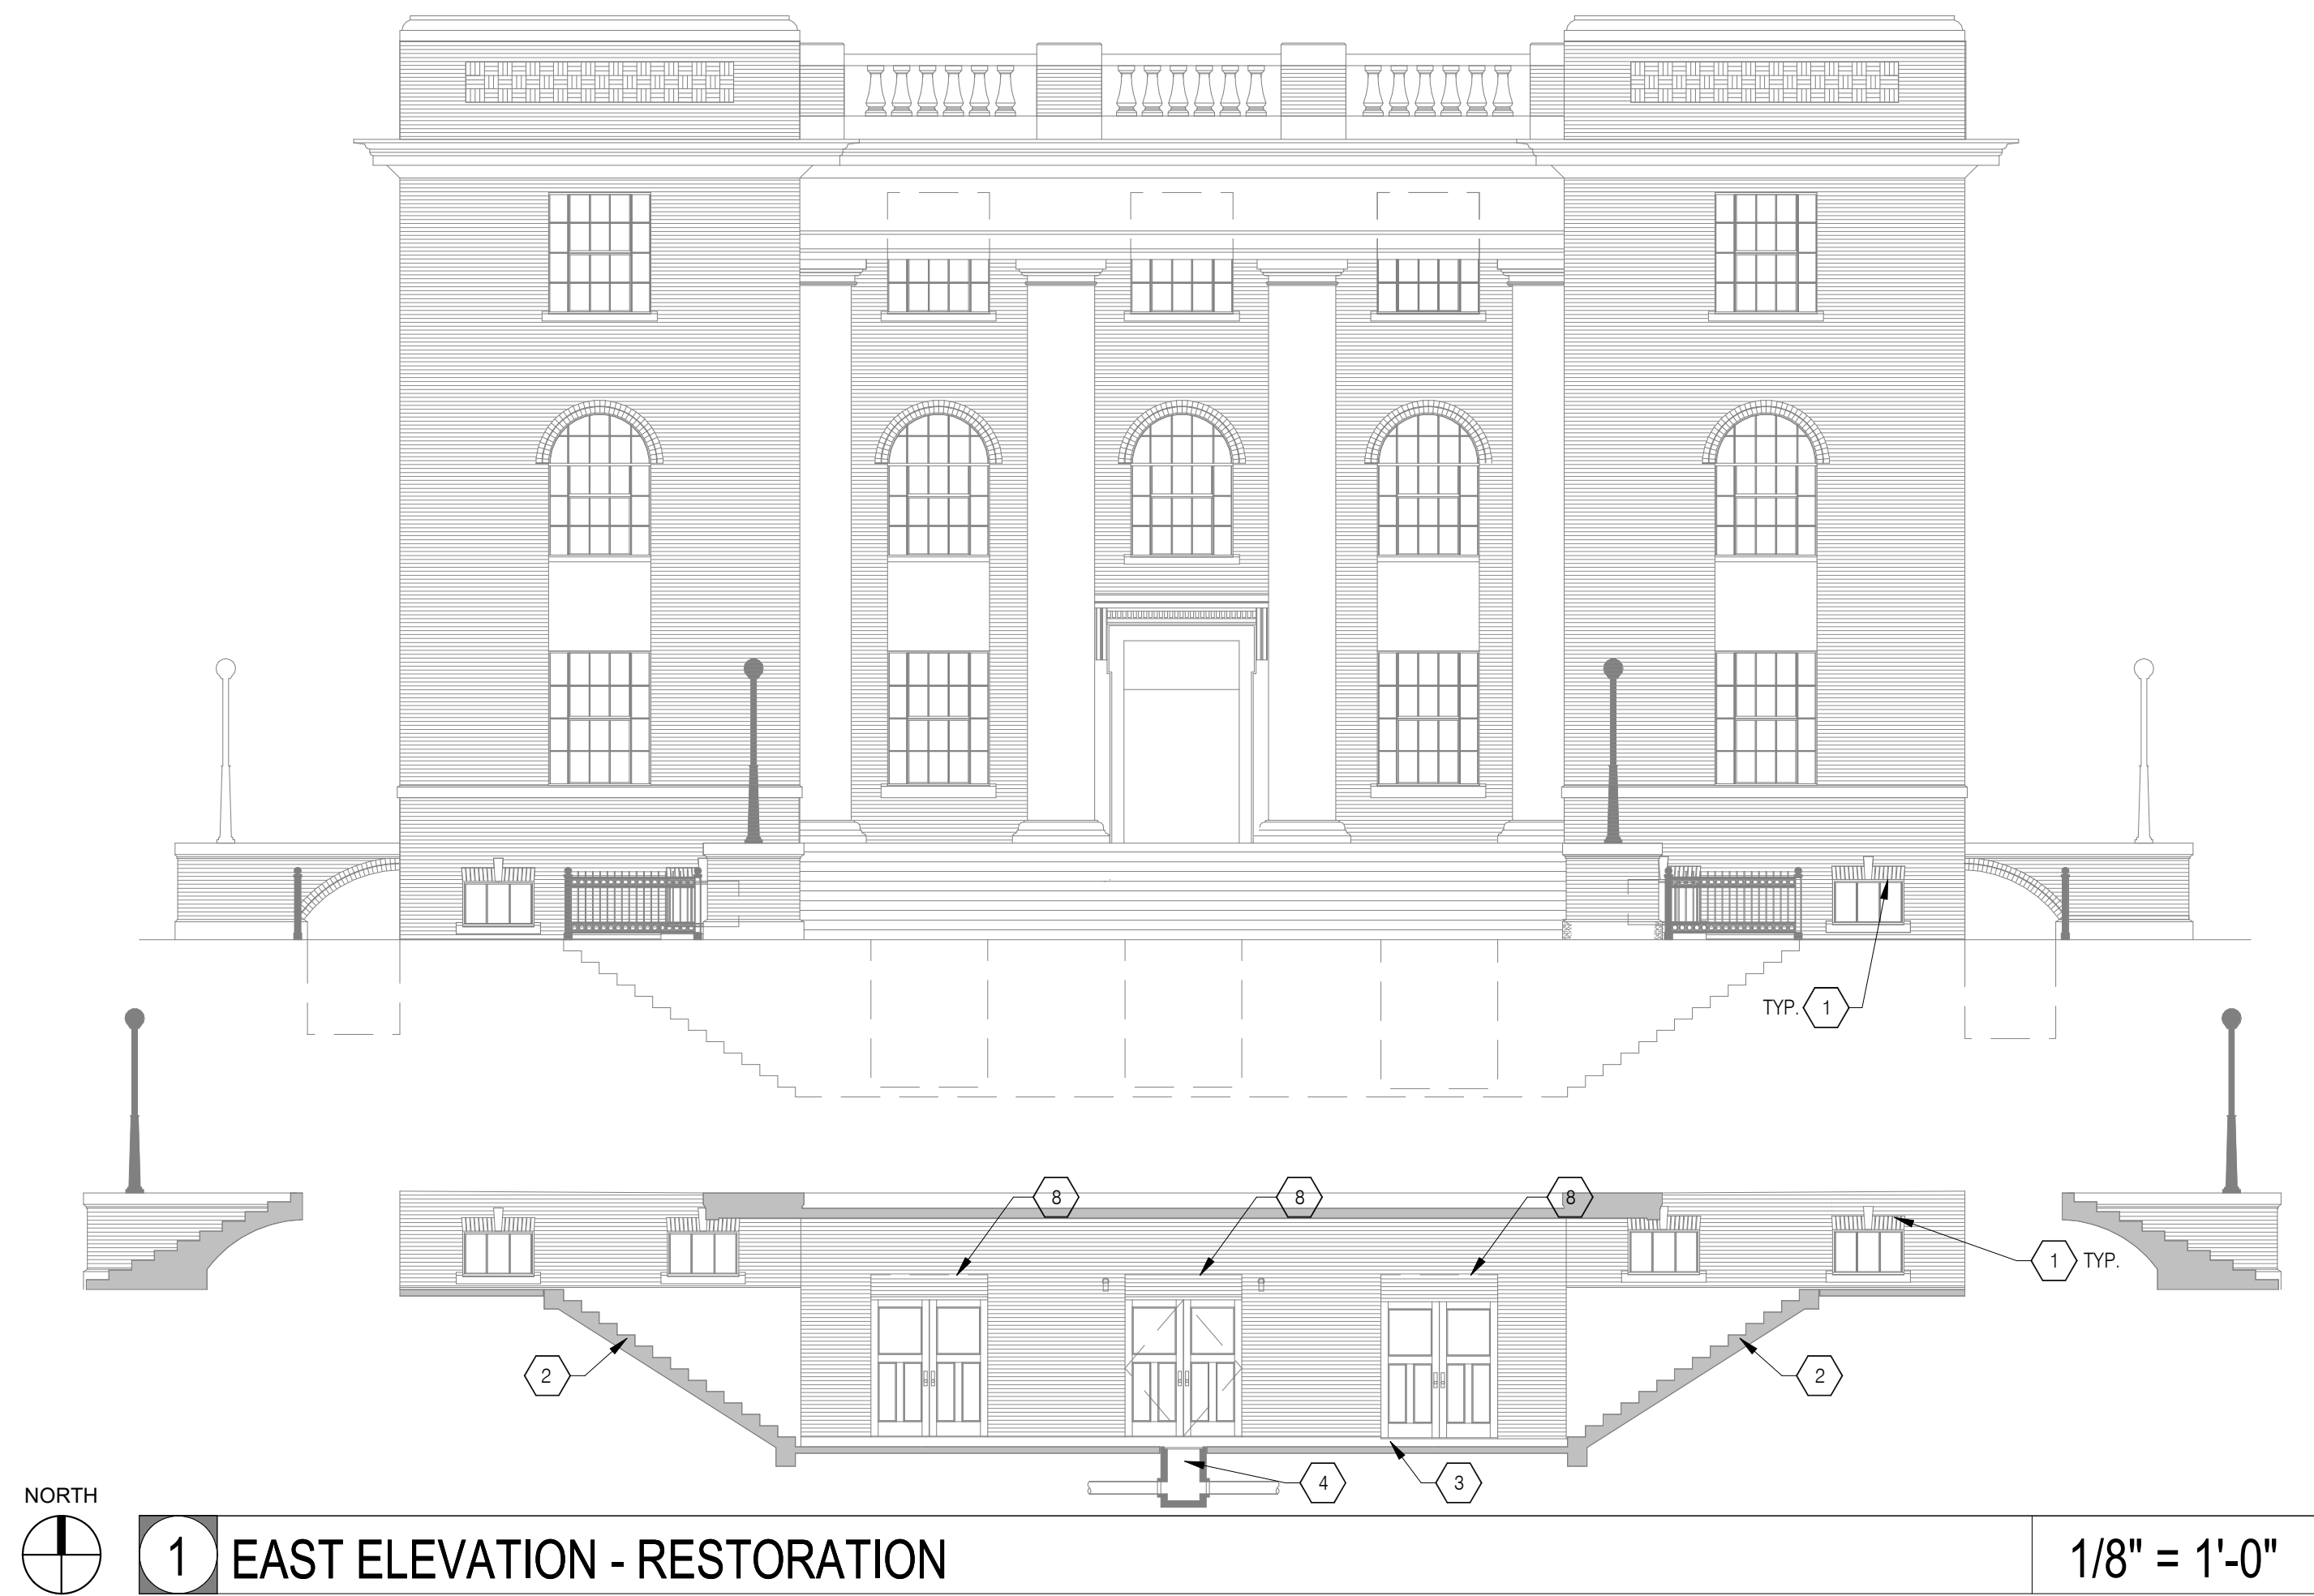 TYP. 1
8 8 8
1 TYP.
2 2
4 3
NORTH
1 EAST ELEVATION - RESTORATION 1/8" = 1'-0"